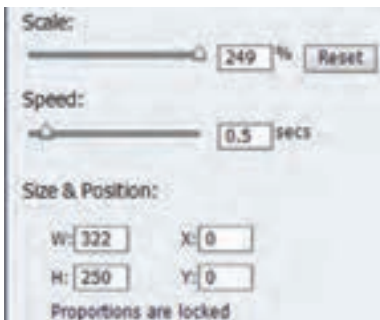 Scale:
249 % Reset
Speed:
0.5 secs
Size & Position:
W: 322 X: 0
H: 250 Y: 0
Proportions are locked